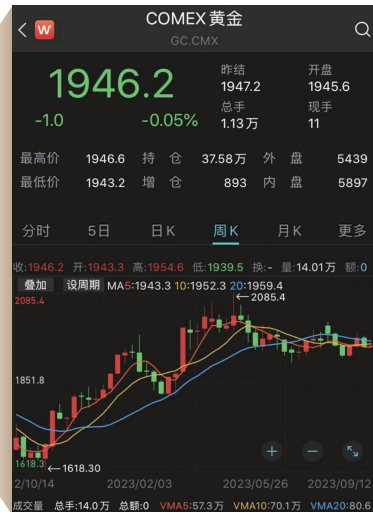 W
COMEX黄金
GC.CMX
1946.2
-1.0 -0.05%
昨结 开盘
1947.2 1945.6
总手 现手
1.13万 11
最高价 1946.6 持仓 37.58万 外盘 5439
最低价 1943.2 增仓 893 内盘 5897
分时 5日 日K 周K 月K 更多
收:1946.2 开:1943.3 高:1954.6 低:1939.5 换:- 量:14.01万 额:0
叠加 设周期 MA5:1943.3 10:1952.3 20:1959.4
2085.4
←2085.4
1851.8
1618.3
←1618.30
2/10/14 2023/02/03 2023/05/26 2023/09/12
成交量 总手:14.0万 总额:0 VMA5:57.3万 VMA10:70.1万 VMA20:80.6